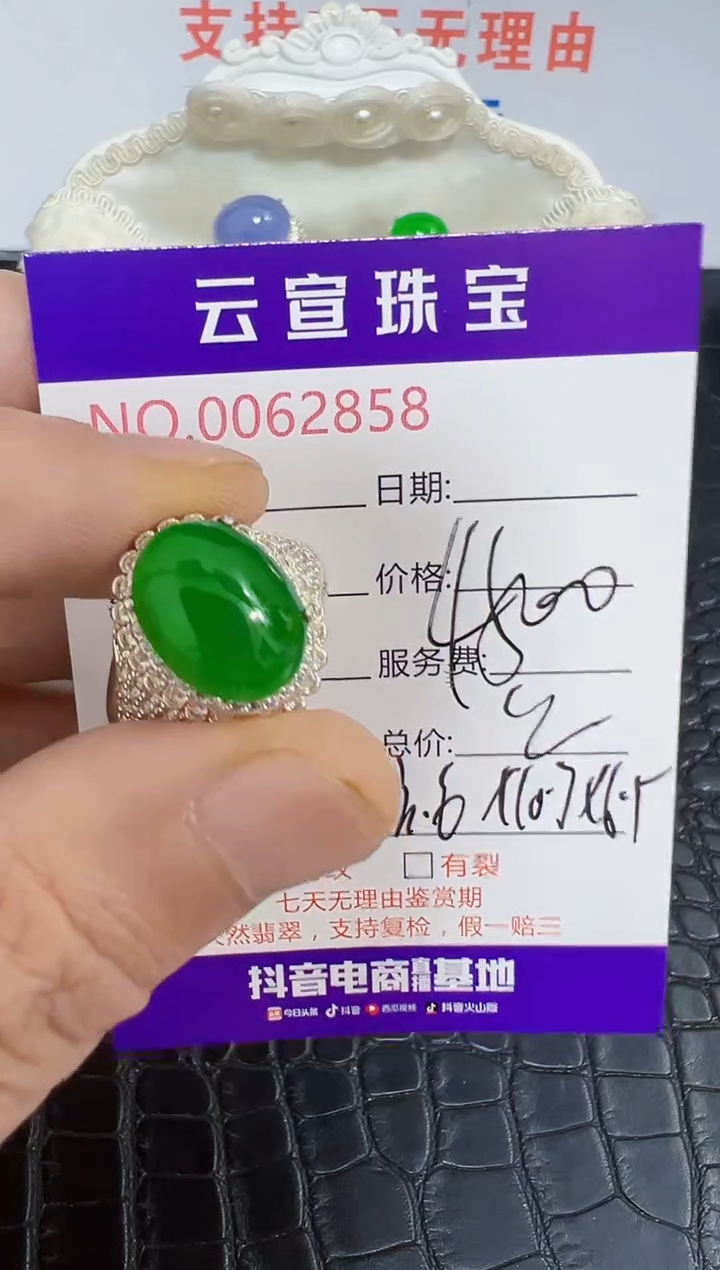 支持 无理由
云宣珠宝
NO.0062858
日期:
价格:
服务费:
总价:
有裂
七天无理由鉴赏期
然翡翠，支持复检，假一赔三
抖音电商直播基地
今日头条 抖音 西瓜视频 抖音火山版